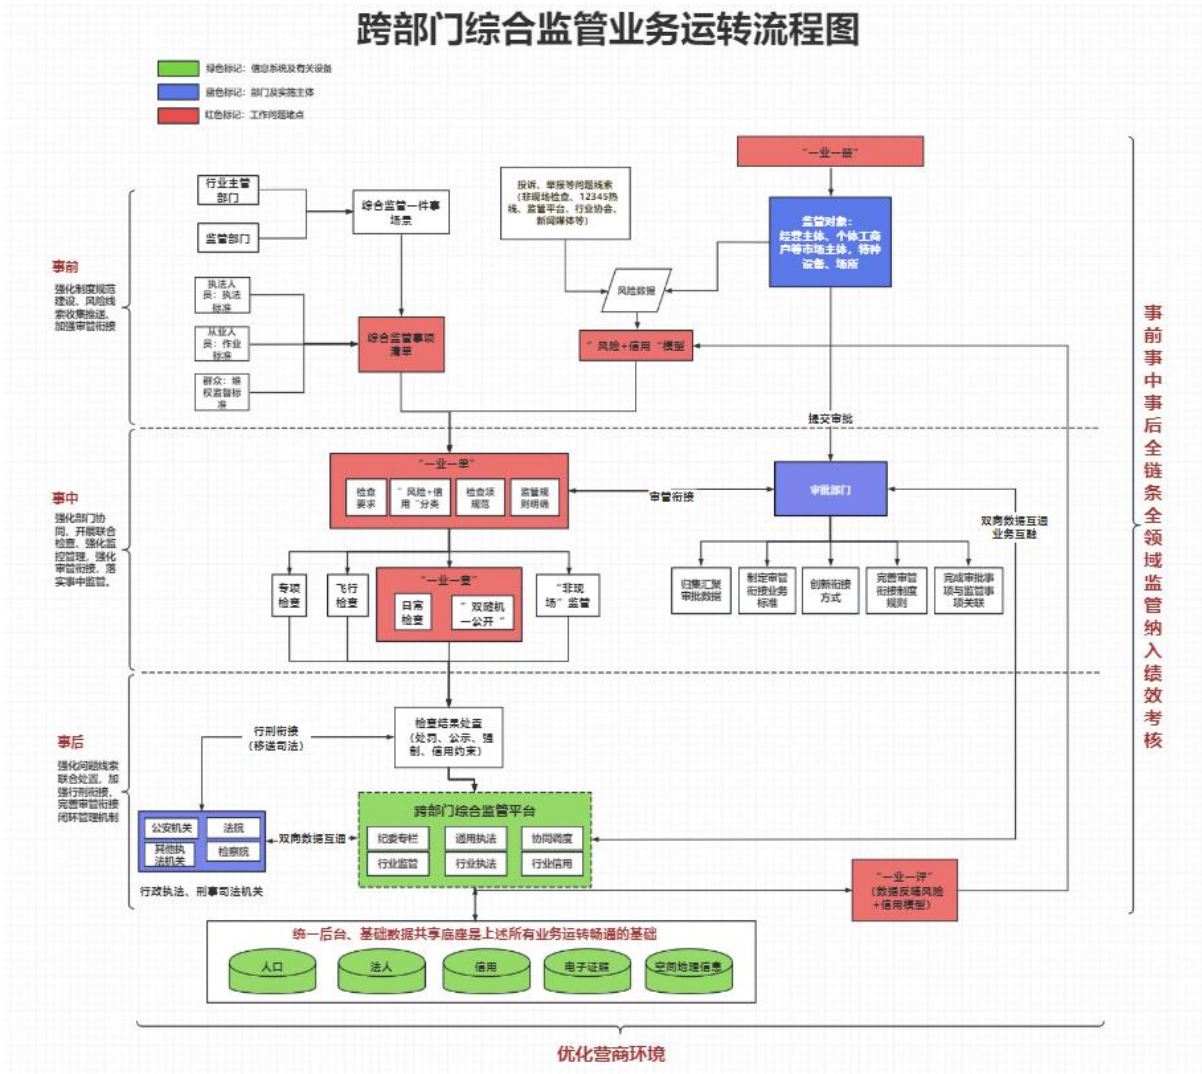 跨部门综合监管业务运转流程图
绿色标记：信息系统及有关设备
蓝色标记：部门及实施主体
红色标记：工作问题堵点
“一业一册”
行业主管
部门
监管部门
综合监管一件事
场景
投诉、举报等问题线索
（非现场检查、12345热
线、监管平台、行业协会、
新闻媒体等）
监管对象：
经营主体、个体工商
户等市场主体，特种
设备、场所
事前
强化制度规范
建设、风险线
索收集推送、
加强审管衔接
执法人
员：执法
标准
从业人
员：作业
标准
群众：维
权监督标
准
综合监管事项
清单
风险数据
“风险+信用“模型
提交审批
事中
强化部门协
同，开展联合
检查、强化监
控管理，强化
审管衔接，落
实事中监管。
“一业一单”
检查
要求
“风险+信
用“分类
检查项
规范
监管规
则明确
审管衔接
审批部门
双向数据互通
业务互融
专项
检查
飞行
检查
“一业一查”
日常
检查
“双随机
一公开“
“非现
场”监管
归集汇聚
审批数据
制定审管
衔接业务
标准
创新衔接
方式
完善审管
衔接制度
规则
完成审批事
项与监管事
项关联
事后
强化问题线索
联合处置，加
强行刑衔接，
完善审管衔接
闭环管理机制
行刑衔接
（移送司法）
检查结果处置
（处罚、公示、强
制、信用约束）
公安机关
法院
其他执
法机关
检察院
行政执法、刑事司法机关
双向数据互通
跨部门综合监管平台
纪委专栏
通用执法
协同调度
行业监管
行业执法
行业信用
“一业一评”
（数据反哺风险
+信用模型）
统一后台、基础数据共享底座是上述所有业务运转畅通的基础
人口
法人
信用
电子证照
空间地理信息
优化营商环境
事前事中事后全链条全领域监管纳入绩效考核